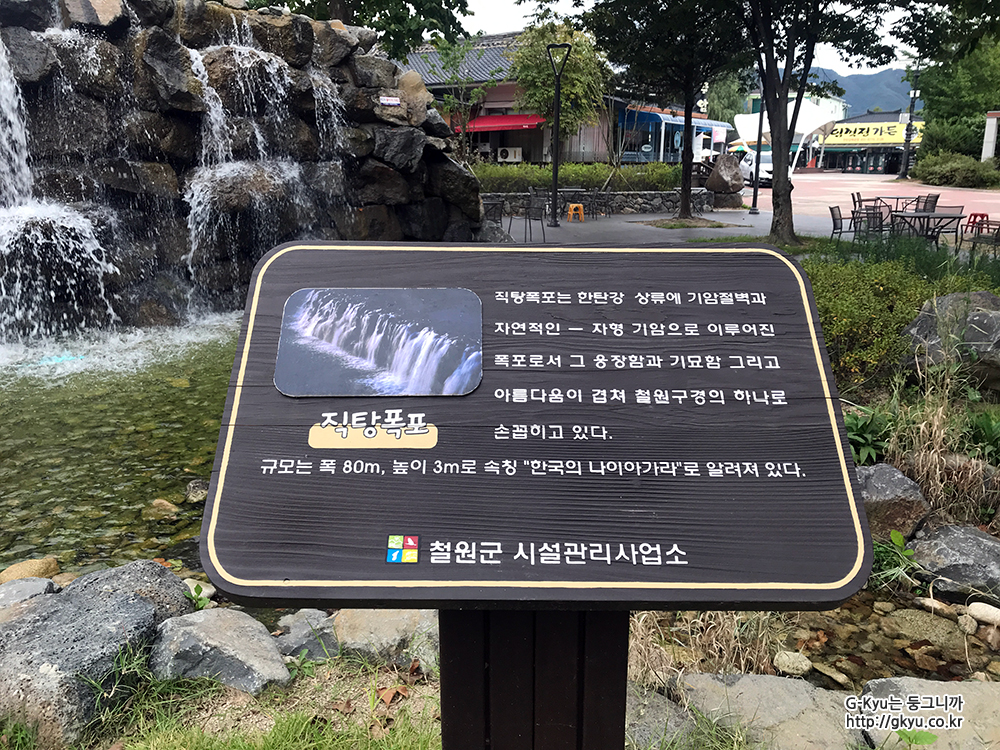 직탕폭포는 한탄강 상류에 기암절벽과
자연적인 — 자형 기암으로 이루어진
폭포로서 그 웅장함과 기묘함 그리고
아름다움이 겹쳐 철원구경의 하나로
손꼽히고 있다.
직탕폭포
규모는 폭 80m, 높이 3m로 속칭 "한국의 나이아가라"로 알려져 있다.
철원군 시설관리사업소
G-Kyu는 둥그니까
http://gkyu.co.kr